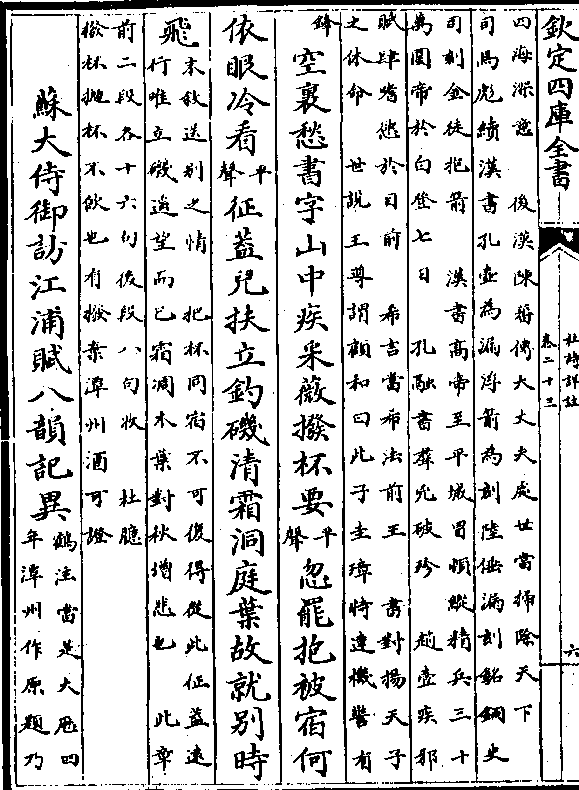 欽定四庫全書
杜詩詳註
卷二十三
六
四海深意　後漢陳蕃傳大丈夫處世當掃除天下
司馬彪續漢書孔壺為漏浮箭為刻陸倕漏刻銘銅史
司刻金徒抱箭　漢書高帝至平城冒頓縱精兵三十
萬圍帝於白登七日　孔融書羣兇破殄　趙壹疾邪
賦肆嗜慾於目前　希言當布法前王　書對揚天子
之休命　世說王尊謂顧和曰此子圭璋特達機警有
鋒
空裏愁書字山中疾采薇撥杯要平聲忽罷抱被宿何
依眼冷看平聲征蓋兒扶立釣磯清霜洞庭葉故就别時
飛末敘送别之情　把杯同宿不可復得從此征蓋遠
行唯立磯追望而已霜凋木葉對秋增悲也　此章
前二段各十六句後段八句收　杜臆
撥杯抛杯不飲也有撥棄潭州酒可證
蘇大侍御訪江浦賦八韻記異鶴注當是大厯四
年潭州作原題乃